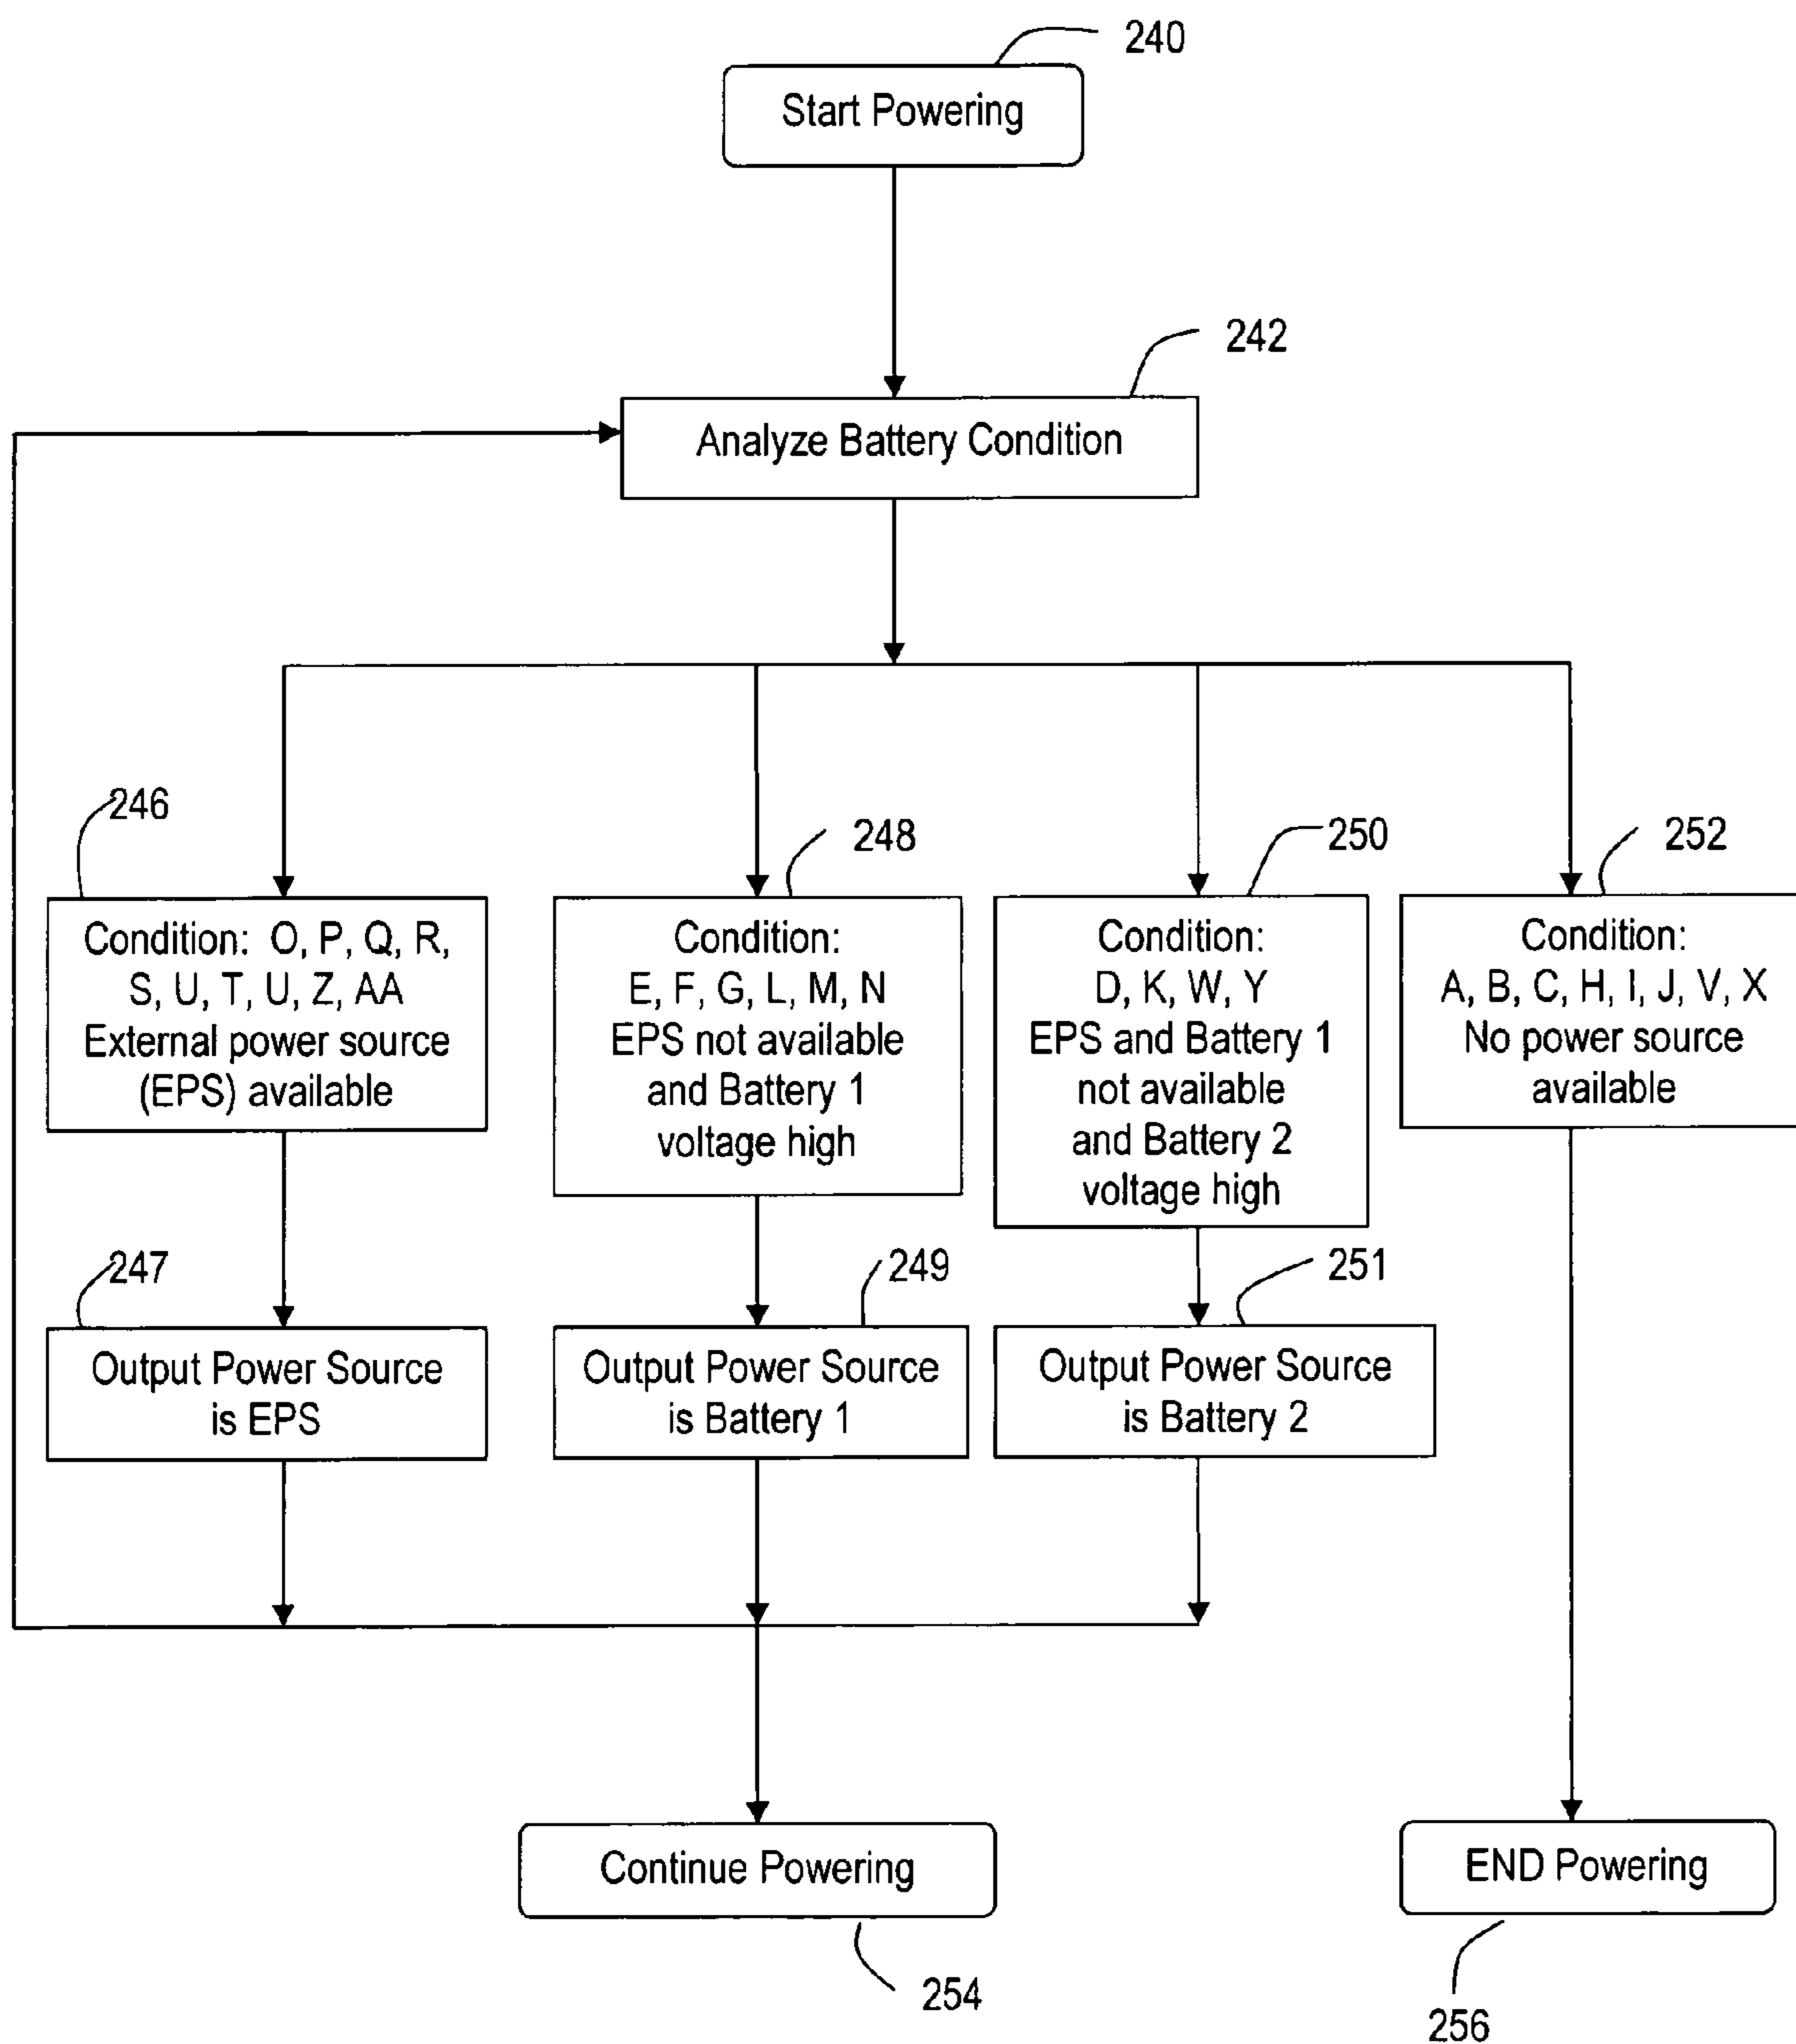 240
Start Powering
242
Analyze Battery Condition
246
Condition: O, P, Q, R,
S, U, T, U, Z, AA
External power source
(EPS) available
248
Condition:
E, F, G, L, M, N
EPS not available
and Battery 1
voltage high
250
Condition:
D, K, W, Y
EPS and Battery 1
not available
and Battery 2
voltage high
252
Condition:
A, B, C, H, I, J, V, X
No power source
available
247
Output Power Source
is EPS
249
Output Power Source
is Battery 1
251
Output Power Source
is Battery 2
Continue Powering
254
END Powering
256